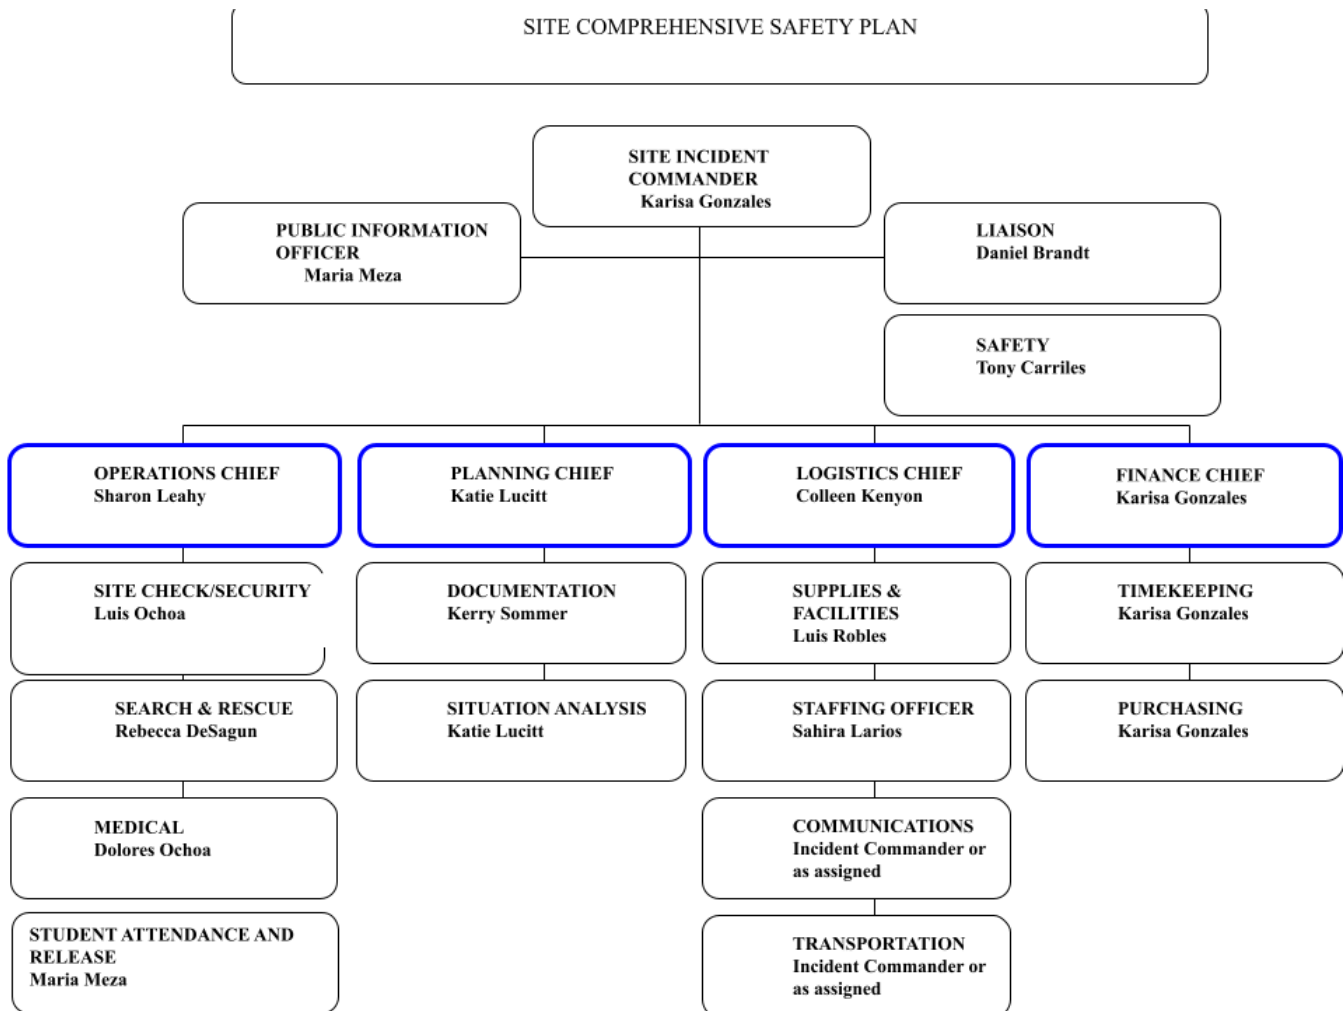 SITE COMPREHENSIVE SAFETY PLAN
SITE INCIDENT
COMMANDER
Karisa Gonzales
PUBLIC INFORMATION
OFFICER
Maria Meza
LIAISON
Daniel Brandt
SAFETY
Tony Carriles
OPERATIONS CHIEF
Sharon Leahy
PLANNING CHIEF
Katie Lucitt
LOGISTICS CHIEF
Colleen Kenyon
FINANCE CHIEF
Karisa Gonzales
SITE CHECK/SECURITY
Luis Ochoa
DOCUMENTATION
Kerry Sommer
SUPPLIES &
FACILITIES
Luis Robles
TIMEKEEPING
Karisa Gonzales
SEARCH & RESCUE
Rebecca DeSagun
SITUATION ANALYSIS
Katie Lucitt
STAFFING OFFICER
Sahira Larios
PURCHASING
Karisa Gonzales
MEDICAL
Dolores Ochoa
COMMUNICATIONS
Incident Commander or
as assigned
STUDENT ATTENDANCE AND
RELEASE
Maria Meza
TRANSPORTATION
Incident Commander or
as assigned